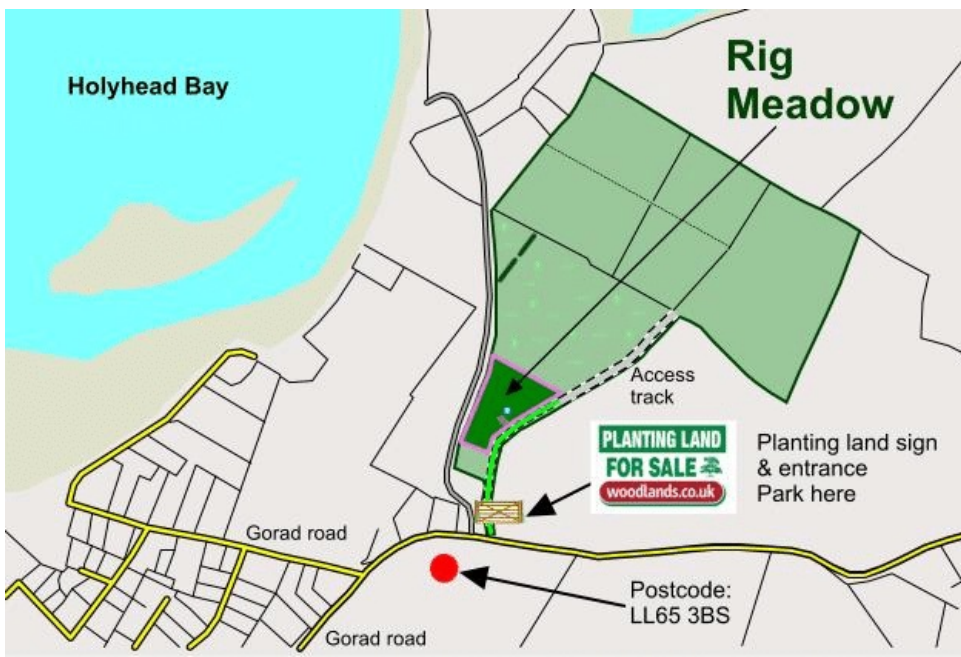 Holyhead Bay
Rig
Meadow
Access
track
PLANTING LAND
FOR SALE
woodlands.co.uk
Planting land sign
& entrance
Park here
Gorad road
Postcode:
LL65 3BS
Gorad road